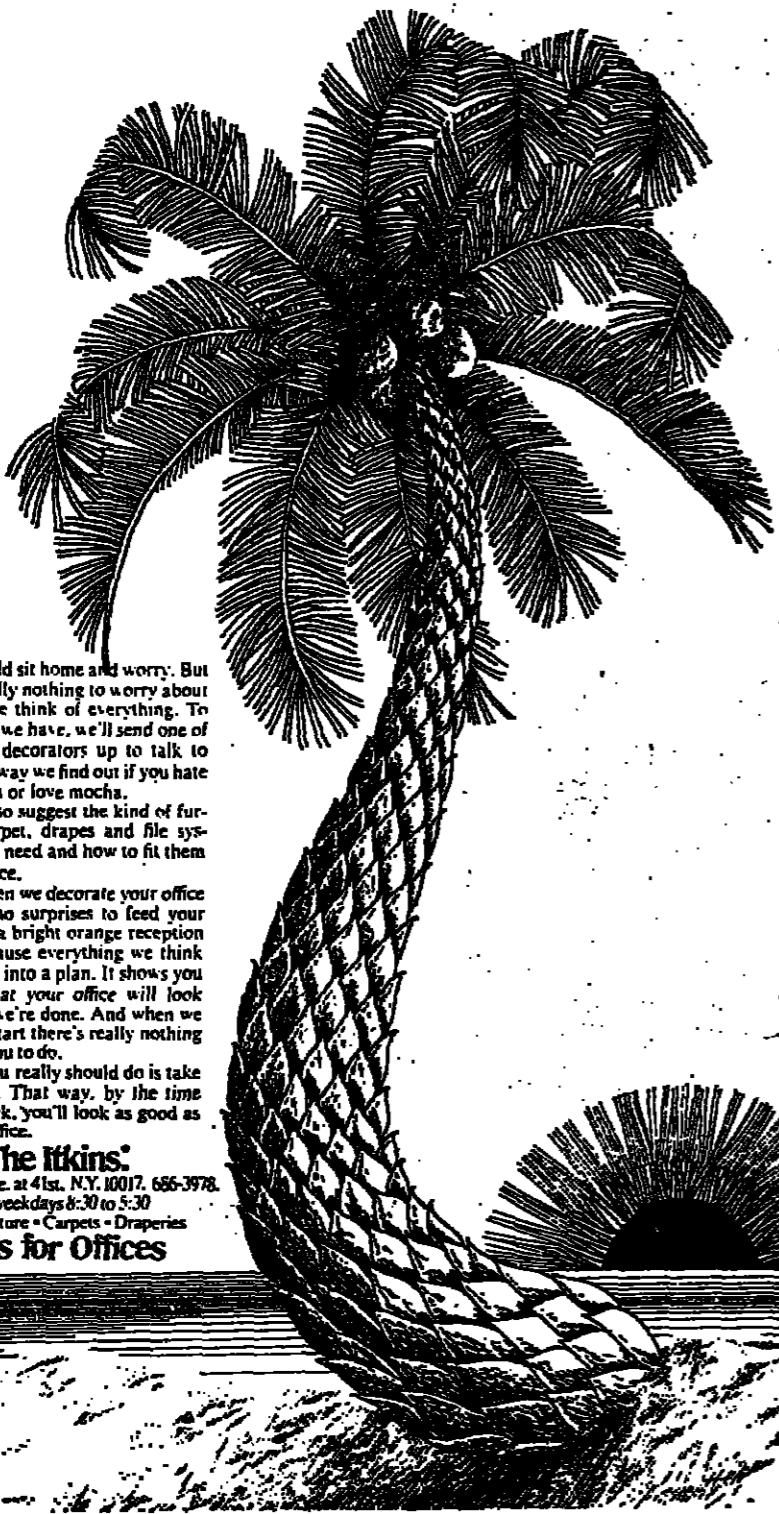 ld sit home and worry. But
lly nothing to worry about
e think of everything. To
we have, we'll send one of
decorators up to talk to
way we find out if you hate
or love mocha.
so suggest the kind of fur-
pet, drapes and file sys-
need and how to fit them
ce.
en we decorate your office
no surprises to feed your
a bright orange reception
ause everything we think
into a plan. It shows you
at your office will look
e're done. And when we
tart there's really nothing
ou to do.
u really should do is take
That way, by the time
k, you'll look as good as
ffice.
he Itkins.
e. at 41st. N.Y. 10017. 686-3978.
weekdays 8:30 to 5:30
ture • Carpets • Draperies
s for Offices